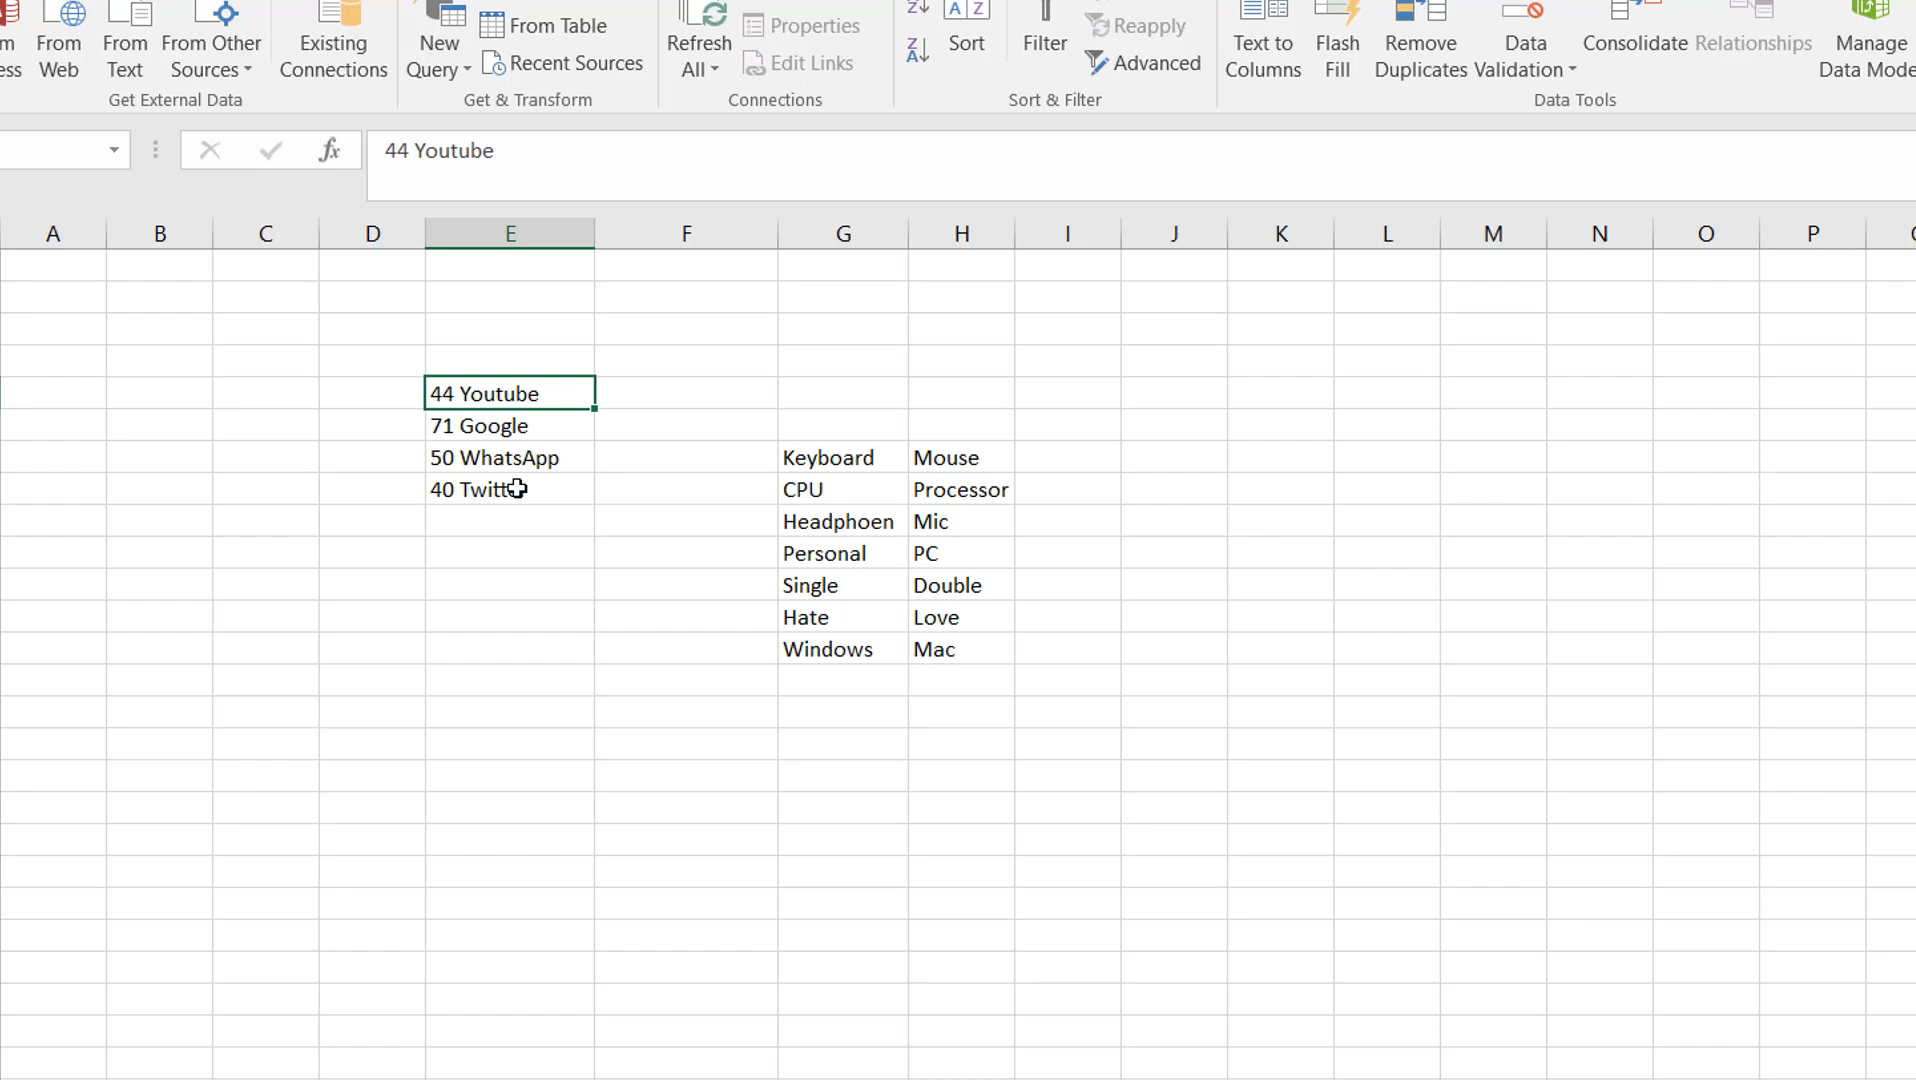 From Table
From Web
From Text
From Other Sources
Existing Connections
New Query
Recent Sources
Refresh All
Properties
Edit Links
Sort
Filter
Reapply
Advanced
Text to Columns
Flash Fill
Remove Duplicates
Data Validation
Consolidate
Relationships
Manage
Get External Data
Get & Transform
Connections
Sort & Filter
Data Tools
fx
44 Youtube
A B C D E F G H I J K L M N O P
44 Youtube
71 Google
50 WhatsApp
Keyboard Mouse
40
CPU Processor
Headphoen Mic
Personal PC
Single Double
Hate Love
Windows Mac